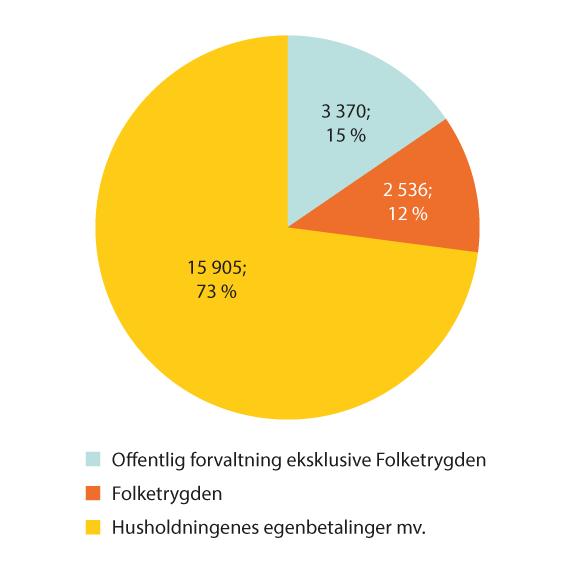 3 370;
15 %
2 536;
12 %
15 905;
73 %
Offentlig forvaltning eksklusive Folketrygden
Folketrygden
Husholdningenes egenbetalinger mv.